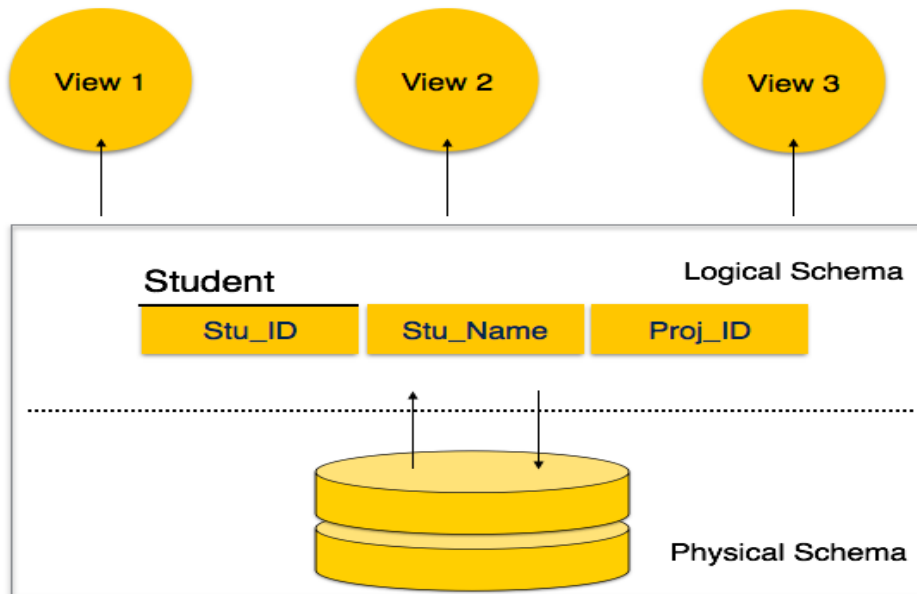 View 1
View 2
View 3
Logical Schema
Student
Stu_ID
Stu_Name
Proj_ID
Physical Schema